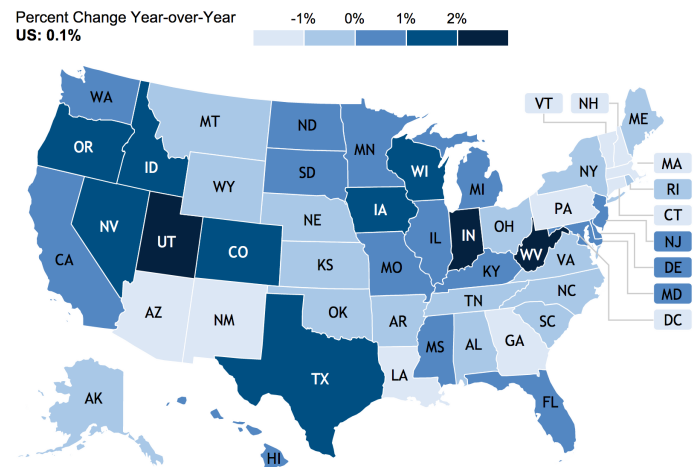 Percent Change Year-over-Year
US: 0.1%
-1% 0% 1% 2%
WA
MT
ND
MN
VT NH
ME
OR
ID
WY
SD
WI
MI
NY
MA
RI
CT
NJ
DE
MD
DC
NV
UT
CO
NE
IA
IL
IN
OH
PA
WV
VA
CA
KS
MO
KY
AZ
NM
OK
AR
TN
NC
SC
TX
LA
MS
AL
GA
FL
AK
HI